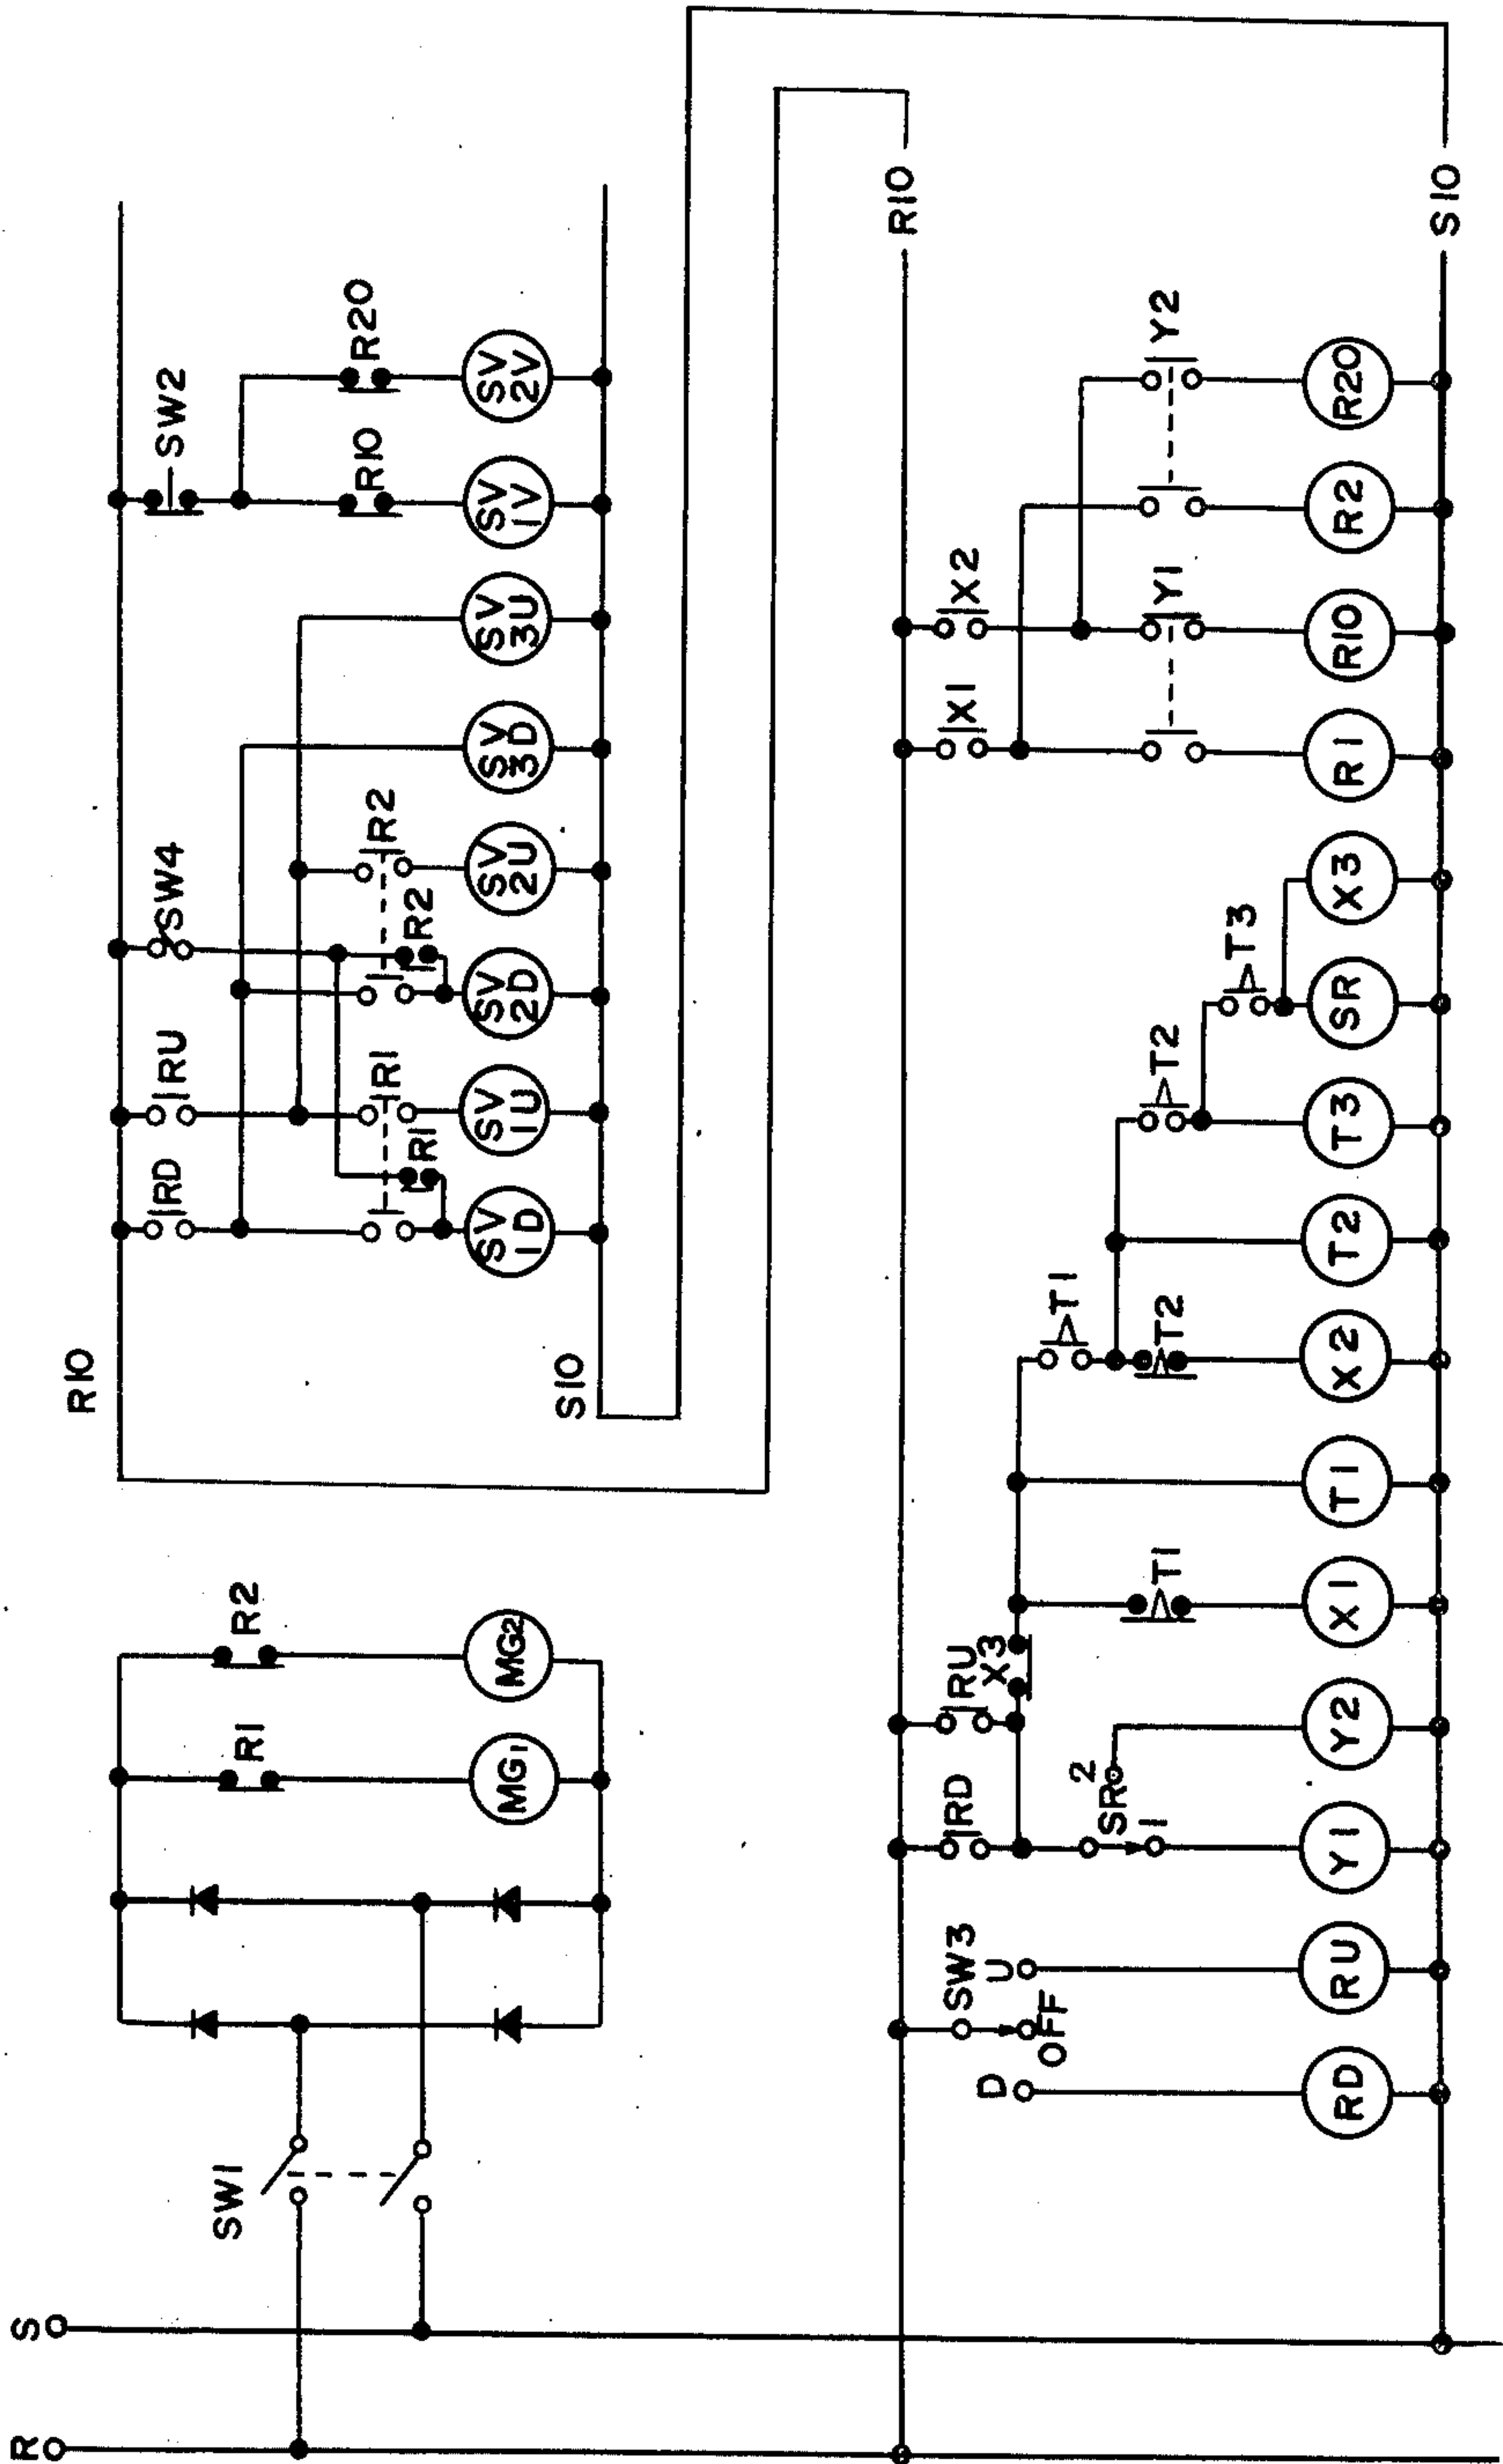 R
S
R10
RD
RU
SW4
SW2
SW1
R1
R2
R1
R2
R10
R20
R1
R2
MG1
MG2
SV
1D
SV
1U
SV
2D
SV
2U
SV
3D
SV
3U
SV
1V
SV
2V
S10
R10
SW3
RD
RU
X3
X1
X2
D
OFF
U
SR
2
1
T1
T1
T2
T2
T3
Y1
Y2
RD
RU
Y1
Y2
X1
T1
X2
T2
T3
SR
X3
R1
R10
R2
R20
S10